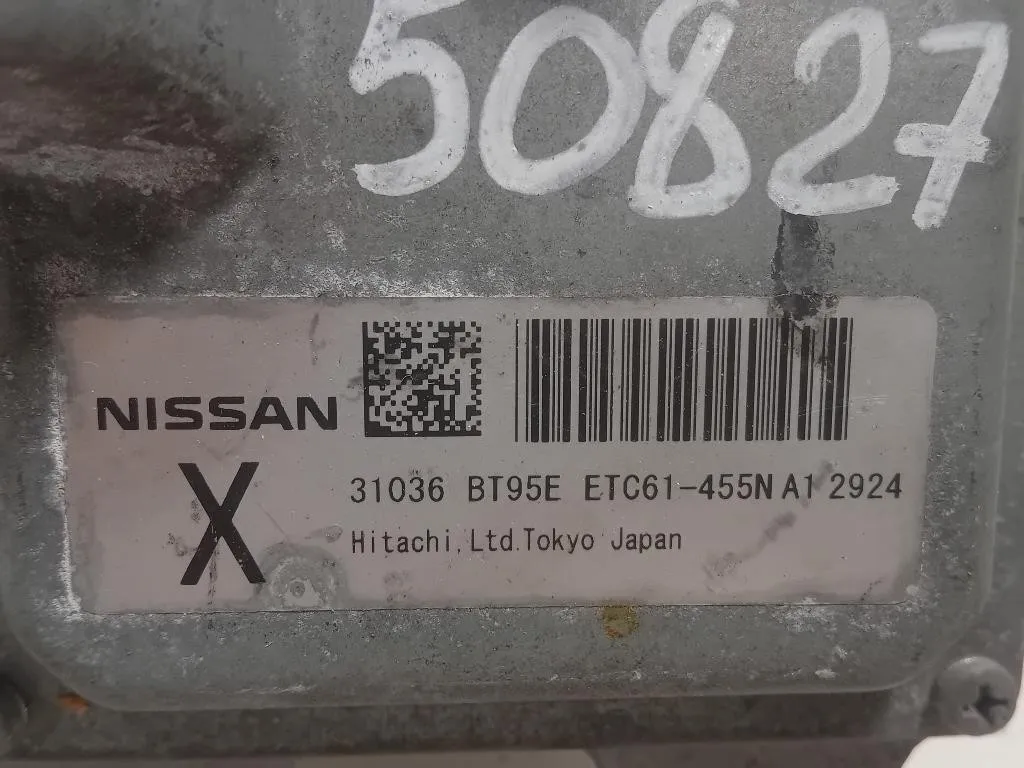 50827
NISSAN
X
31036 BT95E ETC61-455N A1 2924
Hitachi,Ltd.Tokyo Japan